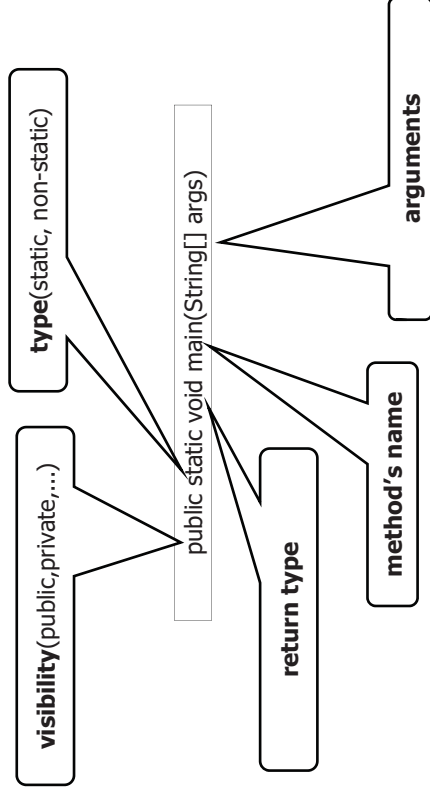 visibility(public,private,...)
type(static, non-static)
public static void main(String[] args)
return type
method's name
arguments